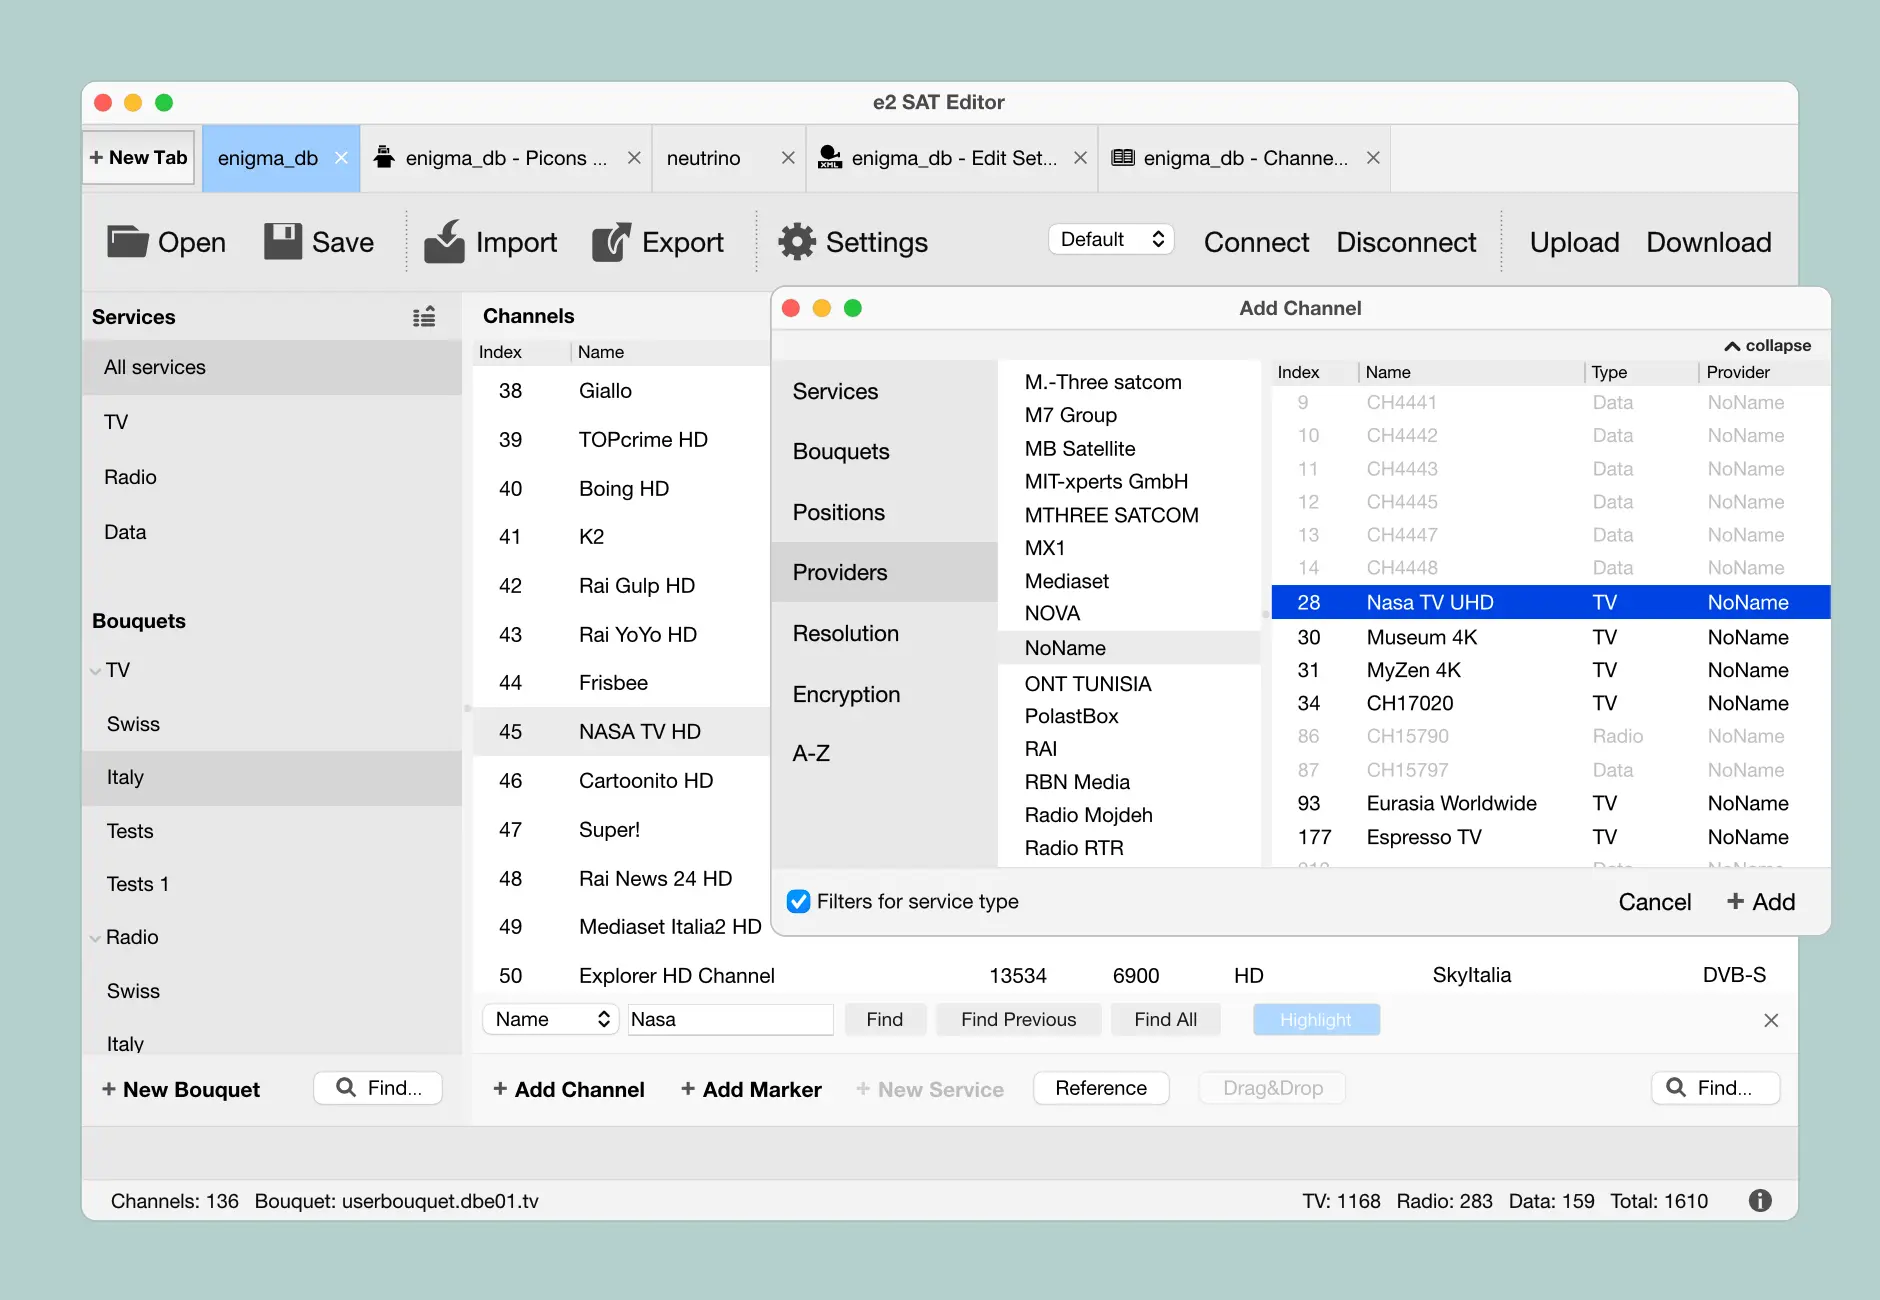 e2 SAT Editor
+ New Tab
enigma_db
enigma_db - Picons ...
neutrino
XML
enigma_db - Edit Set...
enigma_db - Channe...
Open
Save
Import
Export
Settings
Default
Connect
Disconnect
Upload
Download
Services
All services
TV
Radio
Data
Bouquets
TV
Swiss
Italy
Tests
Tests 1
Radio
Swiss
Italy
+ New Bouquet
Find...
Channels
Index Name
38 Giallo
39 TOPcrime HD
40 Boing HD
41 K2
42 Rai Gulp HD
43 Rai YoYo HD
44 Frisbee
45 NASA TV HD
46 Cartoonito HD
47 Super!
48 Rai News 24 HD
49 Mediaset Italia2 HD
50 Explorer HD Channel 13534 6900 HD SkyItalia DVB-S
Name
Nasa
Find
Find Previous
Find All
Highlight
+ Add Channel
+ Add Marker
+ New Service
Reference
Drag&Drop
Find...
Add Channel
collapse
Services
Bouquets
Positions
Providers
Resolution
Encryption
A-Z
M.-Three satcom
M7 Group
MB Satellite
MIT-xperts GmbH
MTHREE SATCOM
MX1
Mediaset
NOVA
NoName
ONT TUNISIA
PolastBox
RAI
RBN Media
Radio Mojdeh
Radio RTR
Index Name Type Provider
9 CH4441 Data NoName
10 CH4442 Data NoName
11 CH4443 Data NoName
12 CH4445 Data NoName
13 CH4447 Data NoName
14 CH4448 Data NoName
28 Nasa TV UHD TV NoName
30 Museum 4K TV NoName
31 MyZen 4K TV NoName
34 CH17020 TV NoName
86 CH15790 Radio NoName
87 CH15797 Data NoName
93 Eurasia Worldwide TV NoName
177 Espresso TV TV NoName
Filters for service type
Cancel
+ Add
Channels: 136 Bouquet: userbouquet.dbe01.tv
TV: 1168 Radio: 283 Data: 159 Total: 1610